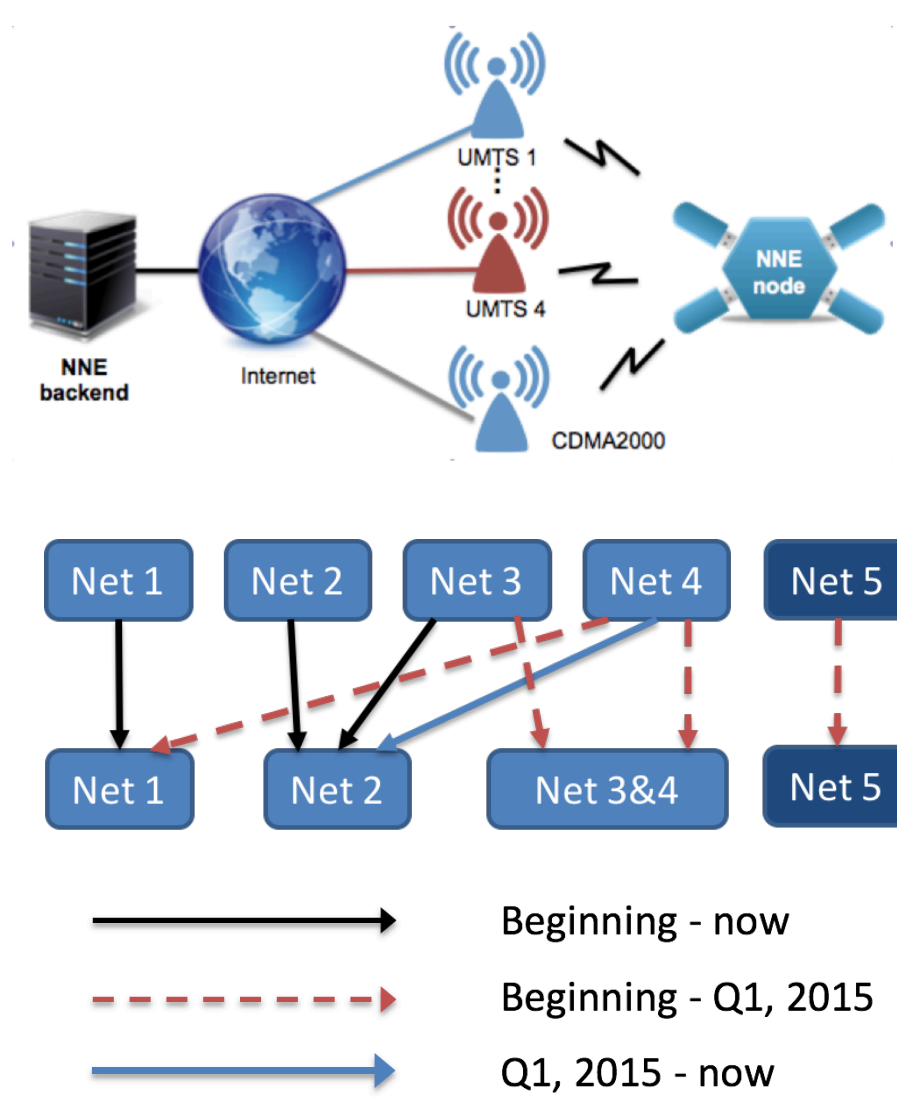 UMTS 1
NNE
node
UMTS 4
NNE
backend
Internet
CDMA2000
Net 1 Net 2 Net 3 Net 4 Net 5
Net 1 Net 2 Net 3&4 Net 5
Beginning - now
Beginning - Q1, 2015
Q1, 2015 - now